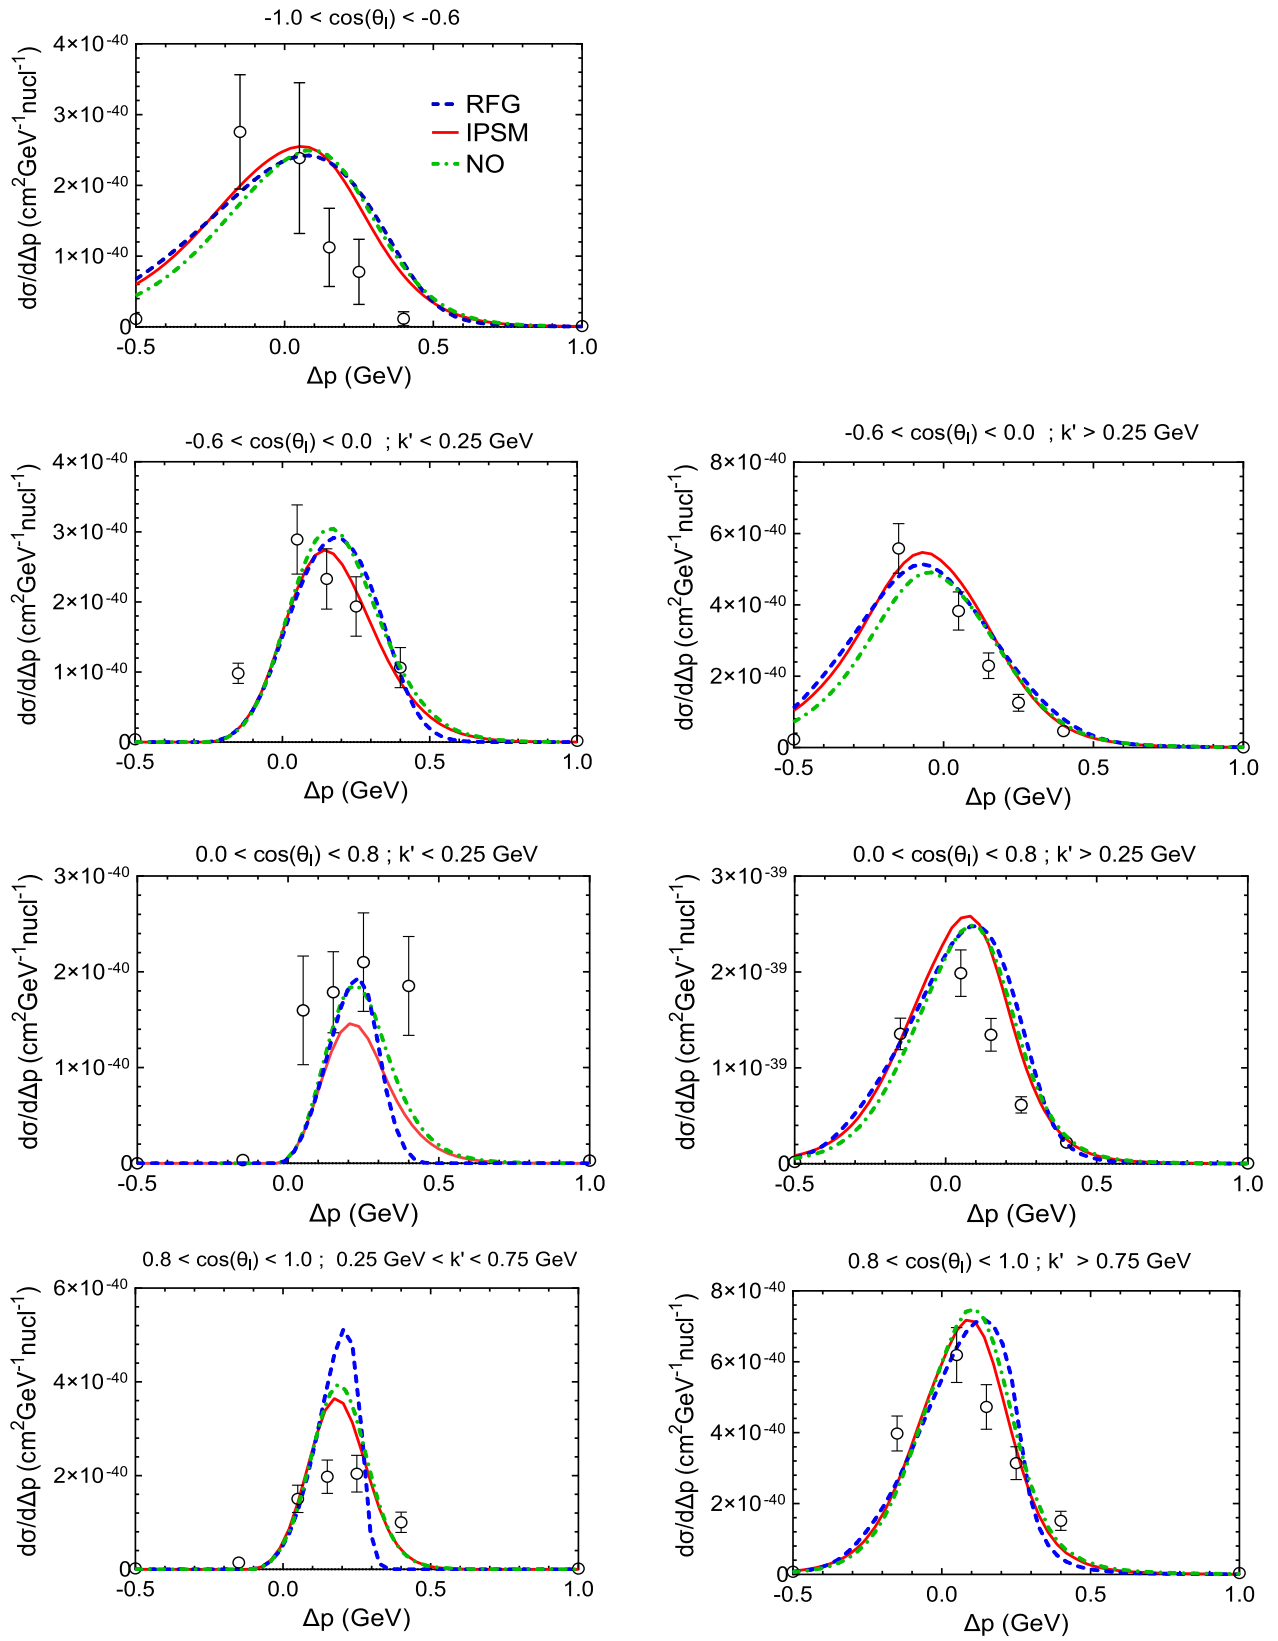 -1.0 < cos(θl) < -0.6
4×10-40
3×10-40
2×10-40
1×10-40
0
dσ/dΔp (cm2GeV-1nucl-1)
RFG
IPSM
NO
-0.5 0.0 0.5 1.0
Δp (GeV)
-0.6 < cos(θl) < 0.0 ; k' < 0.25 GeV
4×10-40
3×10-40
2×10-40
1×10-40
0
dσ/dΔp (cm2GeV-1nucl-1)
-0.5 0.0 0.5 1.0
Δp (GeV)
-0.6 < cos(θl) < 0.0 ; k' > 0.25 GeV
8×10-40
6×10-40
4×10-40
2×10-40
0
dσ/dΔp (cm2GeV-1nucl-1)
-0.5 0.0 0.5 1.0
Δp (GeV)
0.0 < cos(θl) < 0.8 ; k' < 0.25 GeV
3×10-40
2×10-40
1×10-40
0
dσ/dΔp (cm2GeV-1nucl-1)
-0.5 0.0 0.5 1.0
Δp (GeV)
0.0 < cos(θl) < 0.8 ; k' > 0.25 GeV
3×10-39
2×10-39
1×10-39
0
dσ/dΔp (cm2GeV-1nucl-1)
-0.5 0.0 0.5 1.0
Δp (GeV)
0.8 < cos(θl) < 1.0 ; 0.25 GeV < k' < 0.75 GeV
6×10-40
4×10-40
2×10-40
0
dσ/dΔp (cm2GeV-1nucl-1)
-0.5 0.0 0.5 1.0
Δp (GeV)
0.8 < cos(θl) < 1.0 ; k' > 0.75 GeV
8×10-40
6×10-40
4×10-40
2×10-40
0
dσ/dΔp (cm2GeV-1nucl-1)
-0.5 0.0 0.5 1.0
Δp (GeV)